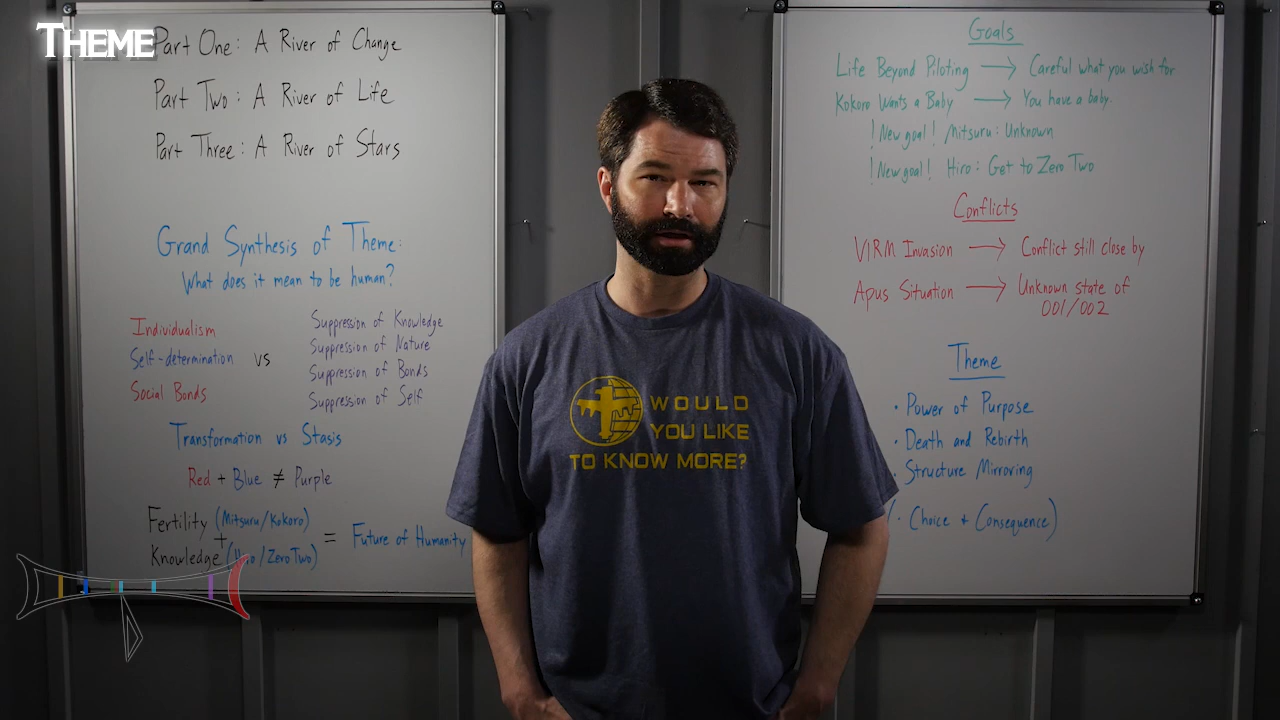 THEME
Part One: A River of Change
Part Two: A River of Life
Part Three: A River of Stars
Grand Synthesis of Theme:
What does it mean to be human?
Individualism
Self-determination
Social Bonds
vs
Suppression of Knowledge
Suppression of Nature
Suppression of Bonds
Suppression of Self
Transformation vs Stasis
Red + Blue ≠ Purple
Fertility (Mitsuru/Kokoro)
+
Knowledge (Hiro/Zero Two)
= Future of Humanity
WOULD
YOU LIKE
TO KNOW MORE?
Goals
Life Beyond Piloting → Careful what you wish for
Kokoro Wants a Baby → You have a baby.
! New goal! Mitsuru: Unknown
! New goal! Hiro: Get to Zero Two
Conflicts
VIRM Invasion → Conflict still close by
Apus Situation → Unknown state of
001/002
Theme
• Power of Purpose
• Death and Rebirth
• Structure Mirroring
(• Choice + Consequence)